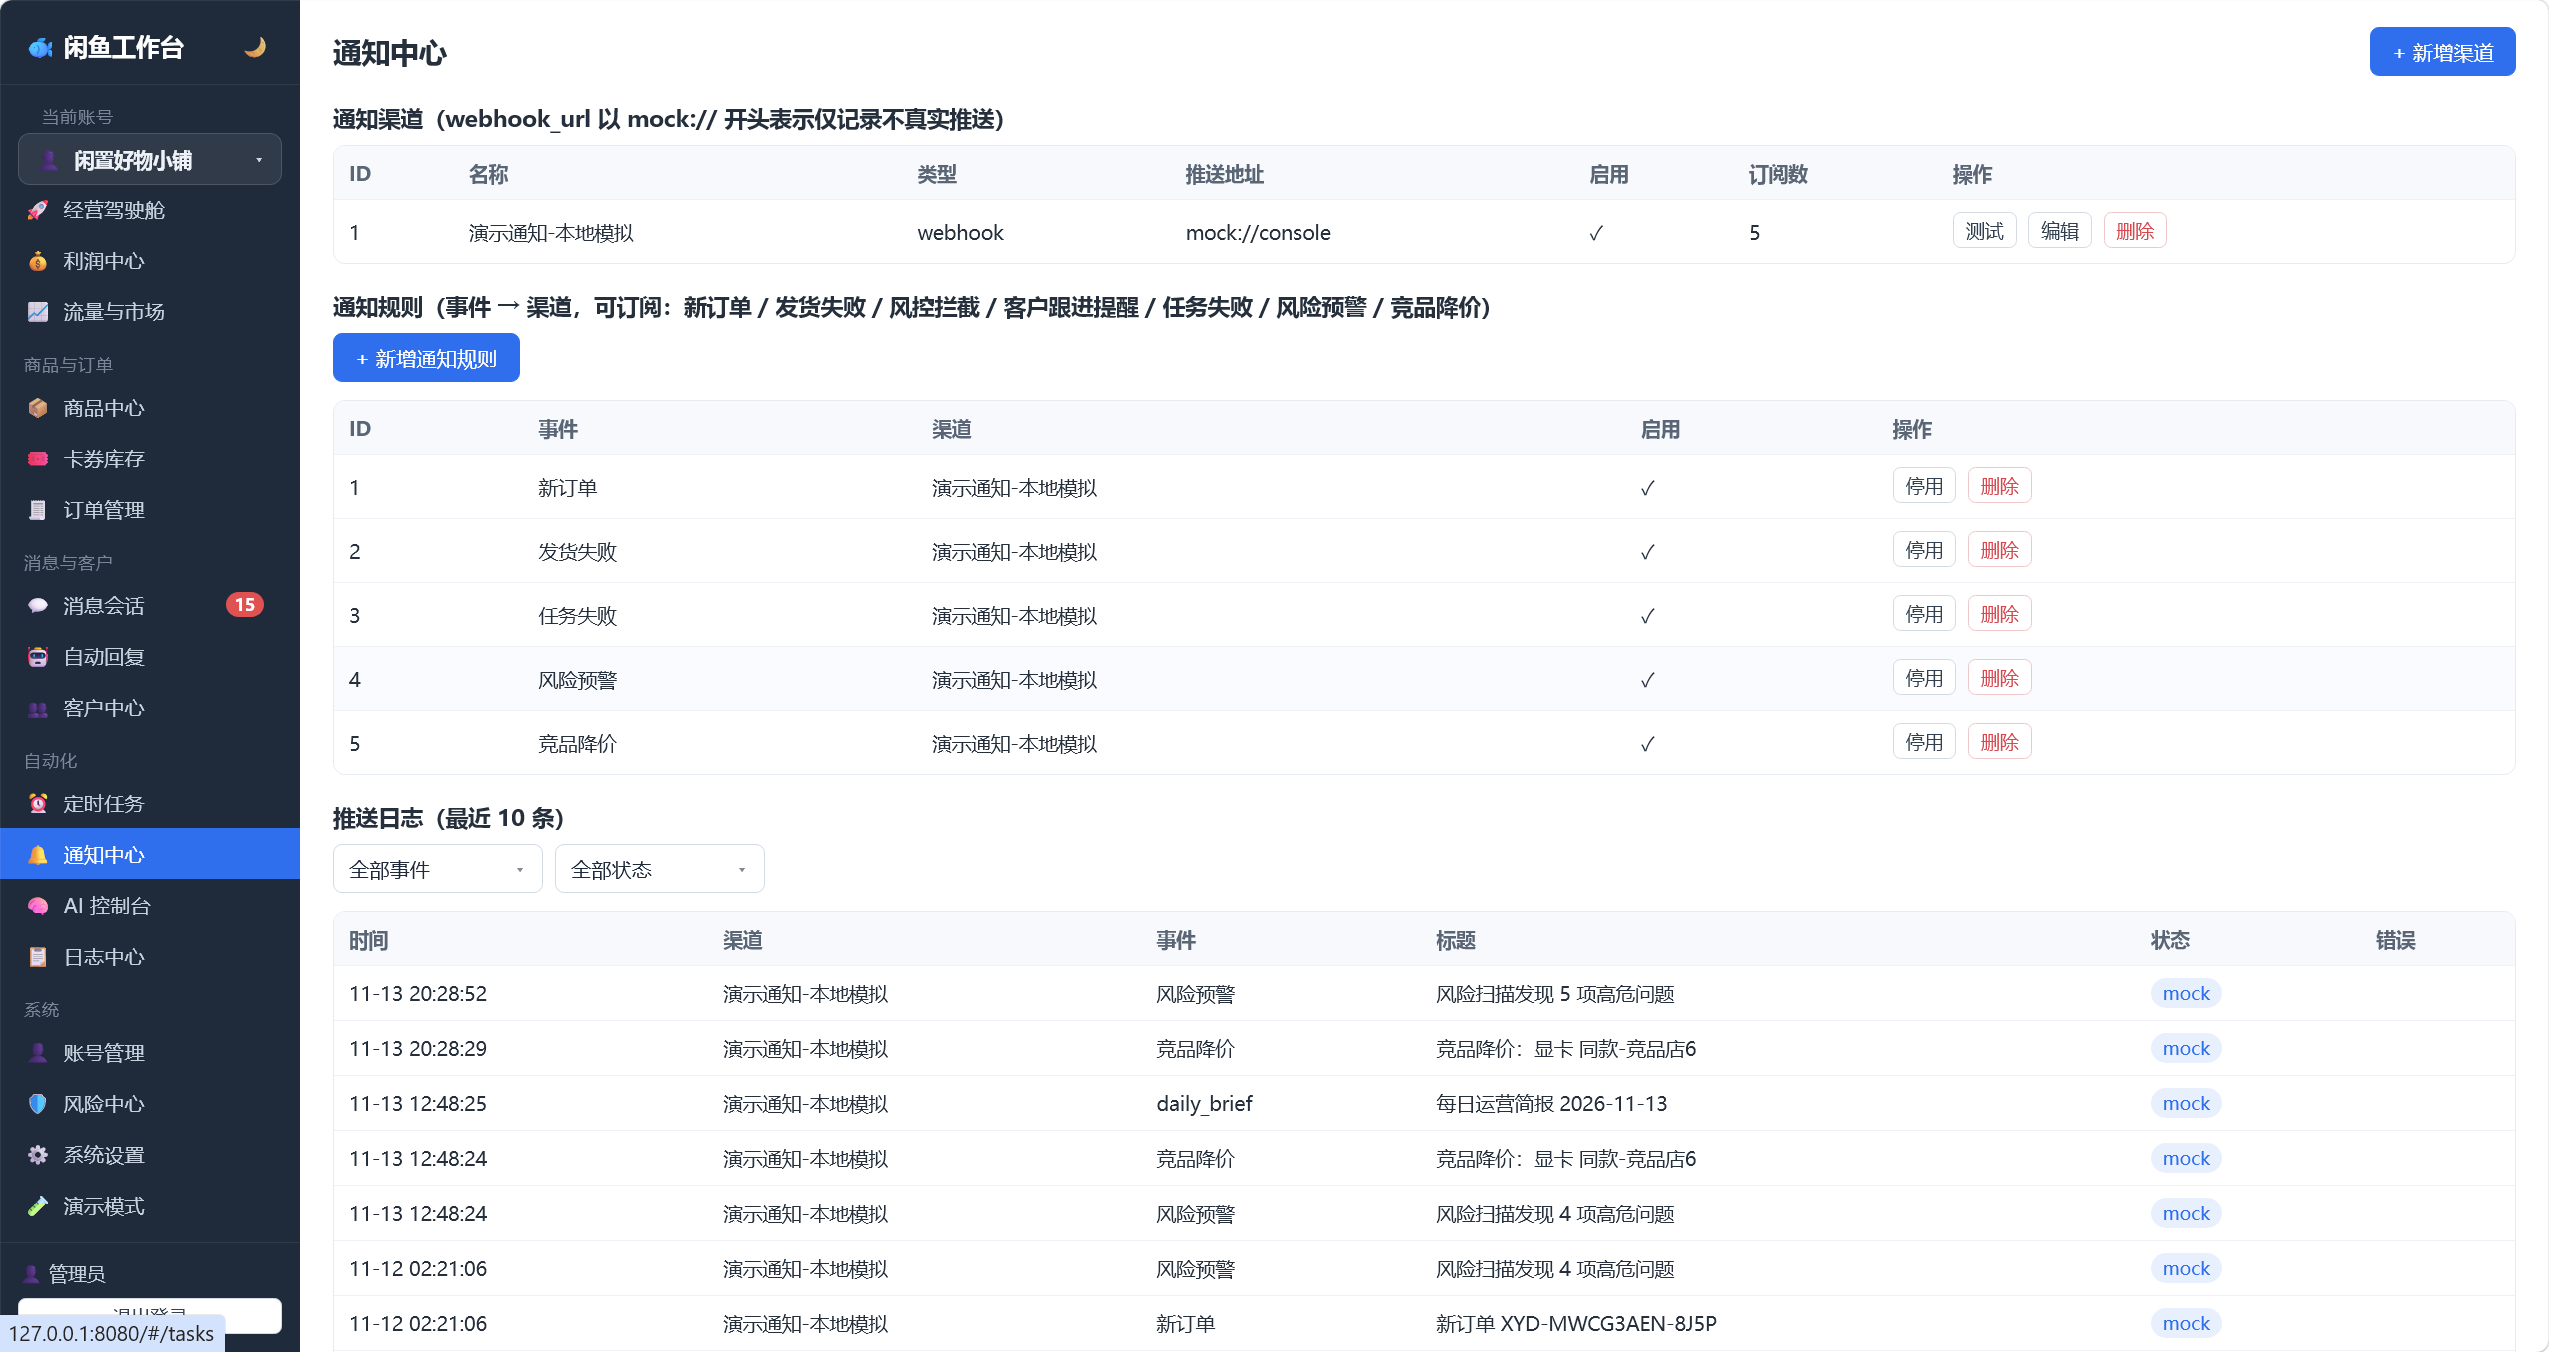 闲鱼工作台
当前账号
闲置好物小铺
经营驾驶舱
利润中心
流量与市场
商品与订单
商品中心
卡券库存
订单管理
消息与客户
消息会话 15
自动回复
客户中心
自动化
定时任务
通知中心
AI 控制台
日志中心
系统
账号管理
风险中心
系统设置
演示模式
管理员
退出登录
127.0.0.1:8080/#/tasks
通知中心
+ 新增渠道
通知渠道（webhook_url 以 mock:// 开头表示仅记录不真实推送）
ID 名称 类型 推送地址 启用 订阅数 操作
1 演示通知-本地模拟 webhook mock://console ✓ 5 测试 编辑 删除
通知规则（事件 → 渠道，可订阅：新订单 / 发货失败 / 风控拦截 / 客户跟进提醒 / 任务失败 / 风险预警 / 竞品降价）
+ 新增通知规则
ID 事件 渠道 启用 操作
1 新订单 演示通知-本地模拟 ✓ 停用 删除
2 发货失败 演示通知-本地模拟 ✓ 停用 删除
3 任务失败 演示通知-本地模拟 ✓ 停用 删除
4 风险预警 演示通知-本地模拟 ✓ 停用 删除
5 竞品降价 演示通知-本地模拟 ✓ 停用 删除
推送日志（最近 10 条）
全部事件 全部状态
时间 渠道 事件 标题 状态 错误
11-13 20:28:52 演示通知-本地模拟 风险预警 风险扫描发现 5 项高危问题 mock
11-13 20:28:29 演示通知-本地模拟 竞品降价 竞品降价：显卡 同款-竞品店6 mock
11-13 12:48:25 演示通知-本地模拟 daily_brief 每日运营简报 2026-11-13 mock
11-13 12:48:24 演示通知-本地模拟 竞品降价 竞品降价：显卡 同款-竞品店6 mock
11-13 12:48:24 演示通知-本地模拟 风险预警 风险扫描发现 4 项高危问题 mock
11-12 02:21:06 演示通知-本地模拟 风险预警 风险扫描发现 4 项高危问题 mock
11-12 02:21:06 演示通知-本地模拟 新订单 新订单 XYD-MWCG3AEN-8J5P mock